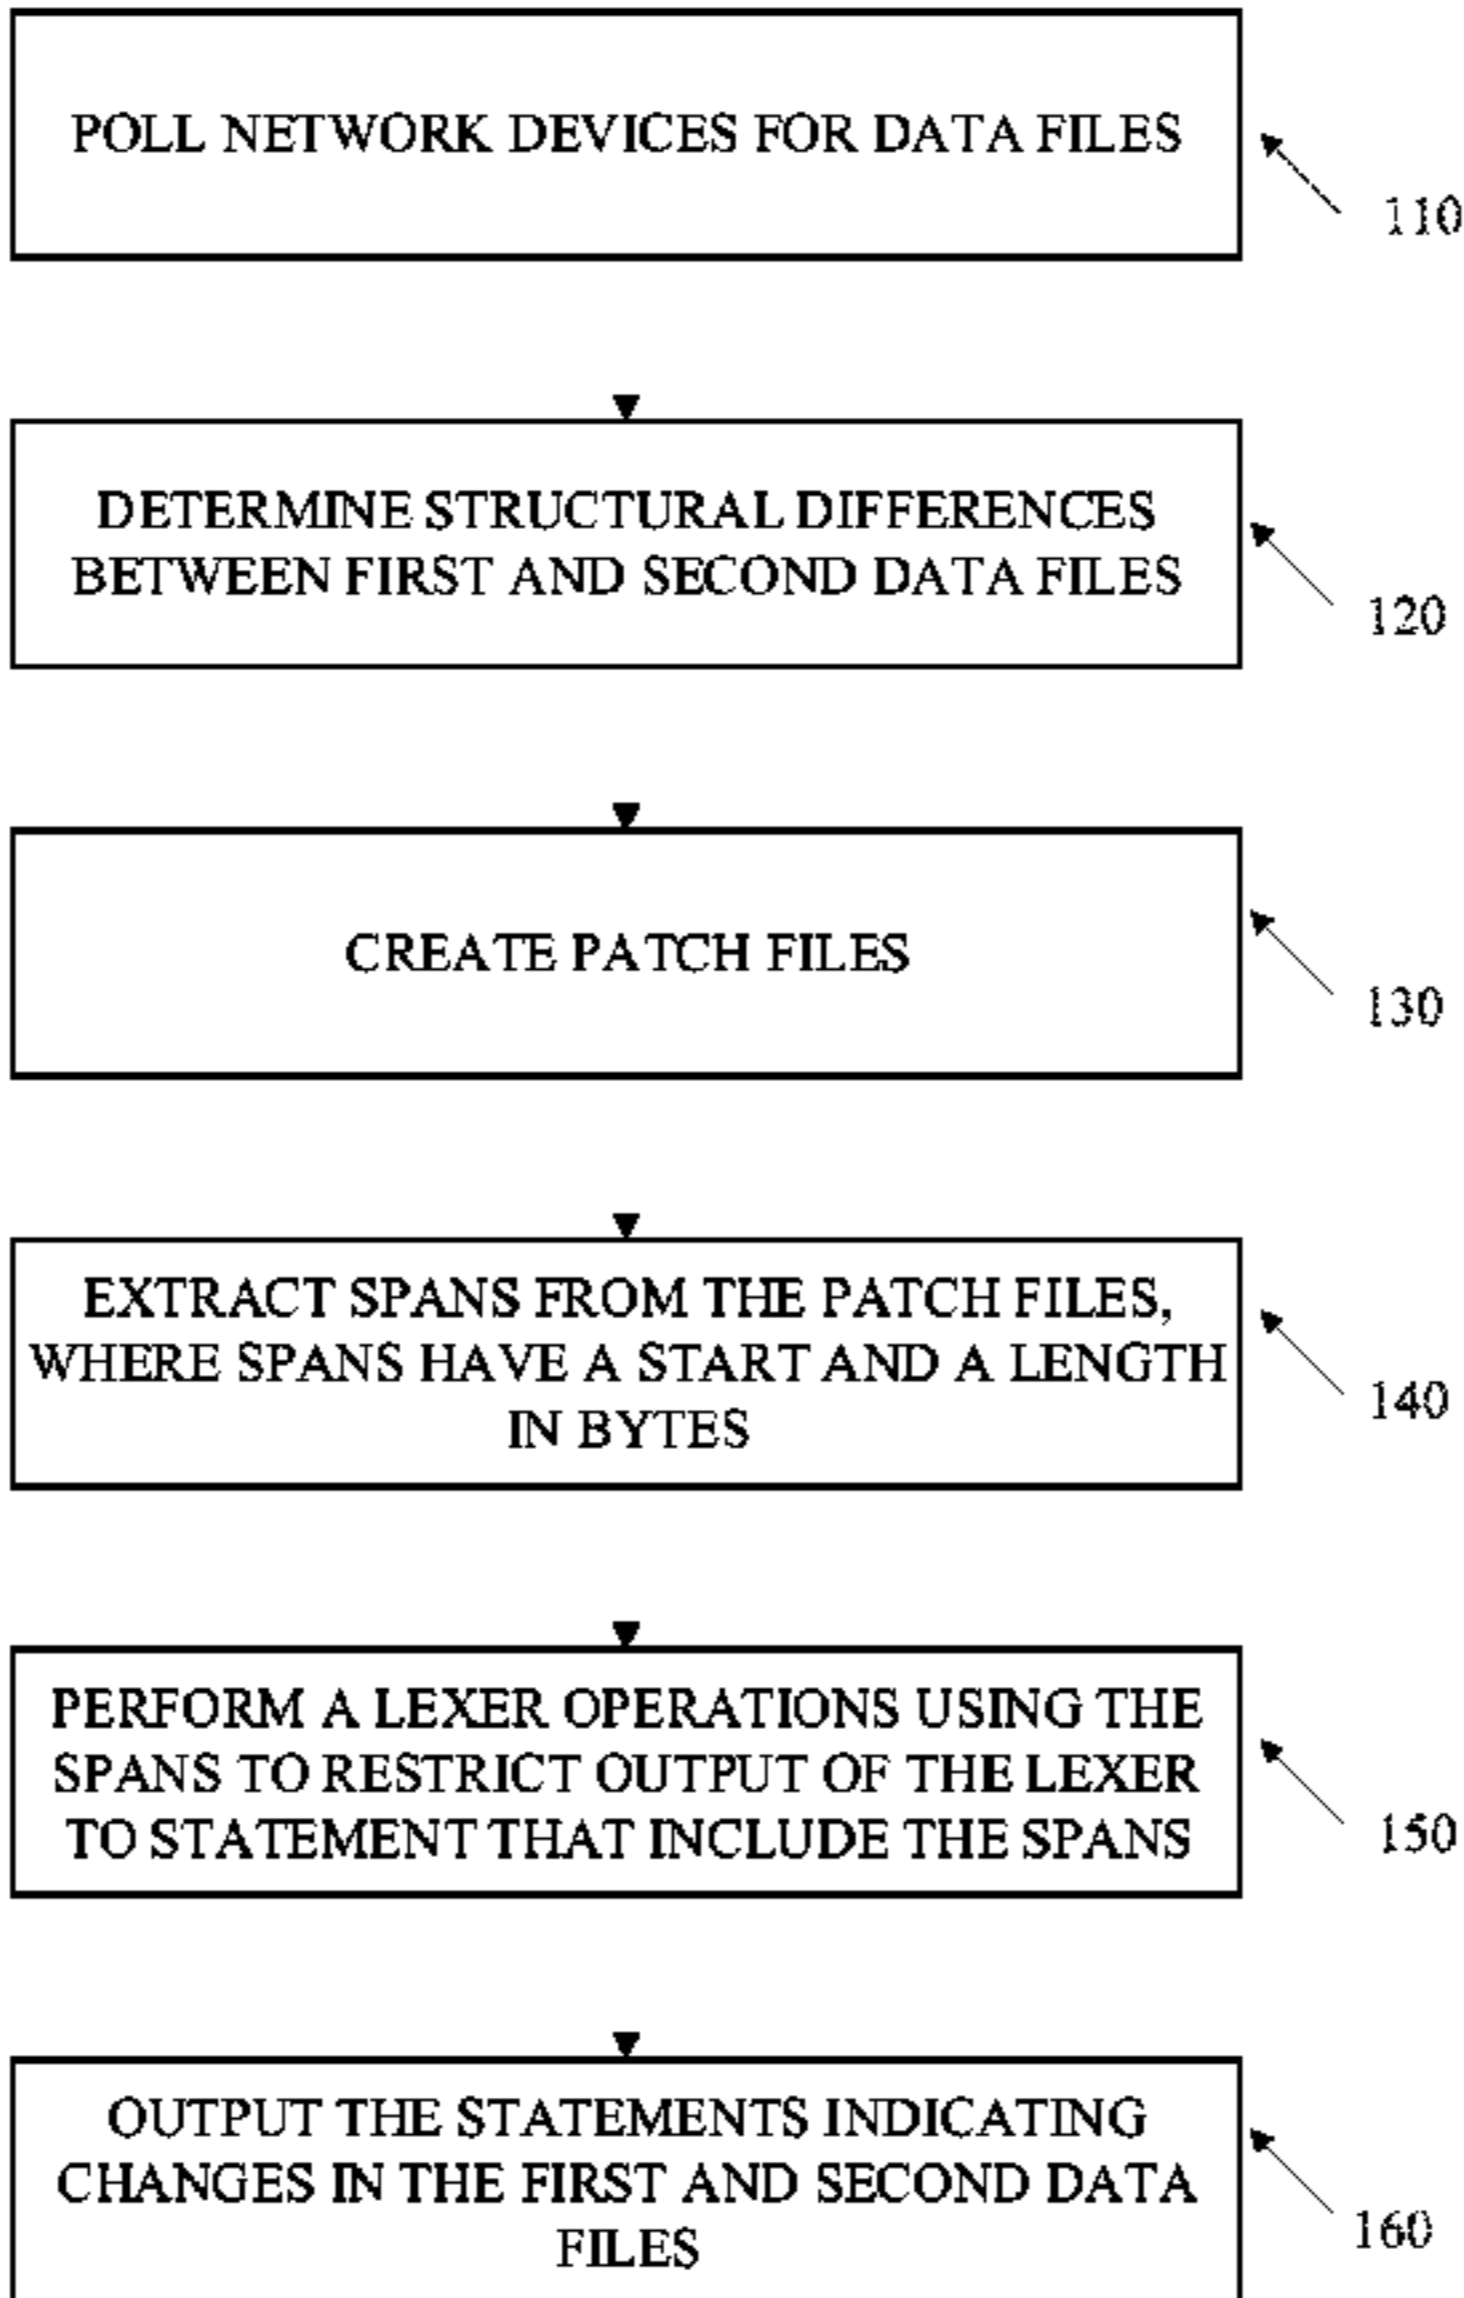 POLL NETWORK DEVICES FOR DATA FILES
110
DETERMINE STRUCTURAL DIFFERENCES
BETWEEN FIRST AND SECOND DATA FILES
120
CREATE PATCH FILES
130
EXTRACT SPANS FROM THE PATCH FILES,
WHERE SPANS HAVE A START AND A LENGTH
IN BYTES
140
PERFORM A LEXER OPERATIONS USING THE
SPANS TO RESTRICT OUTPUT OF THE LEXER
TO STATEMENT THAT INCLUDE THE SPANS
150
OUTPUT THE STATEMENTS INDICATING
CHANGES IN THE FIRST AND SECOND DATA
FILES
160